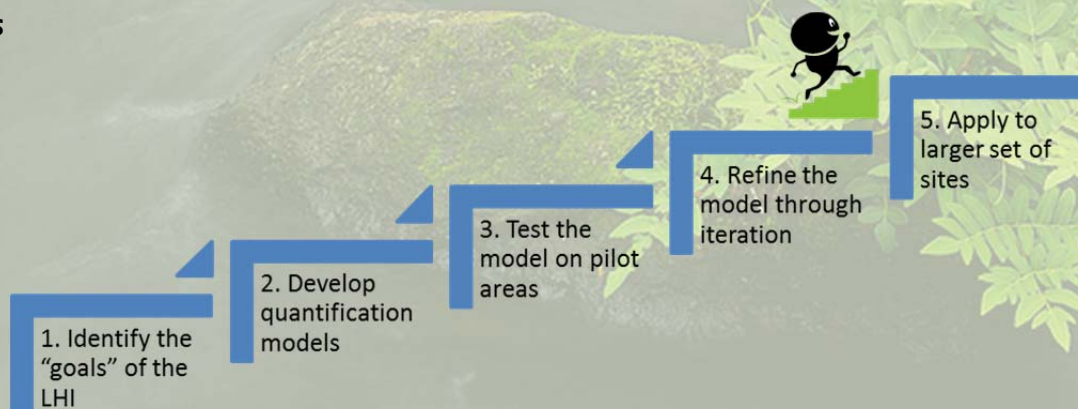 s
1. Identify the
“goals” of the
LHI
2. Develop
quantification
models
3. Test the
model on pilot
areas
4. Refine the
model through
iteration
5. Apply to
larger set of
sites